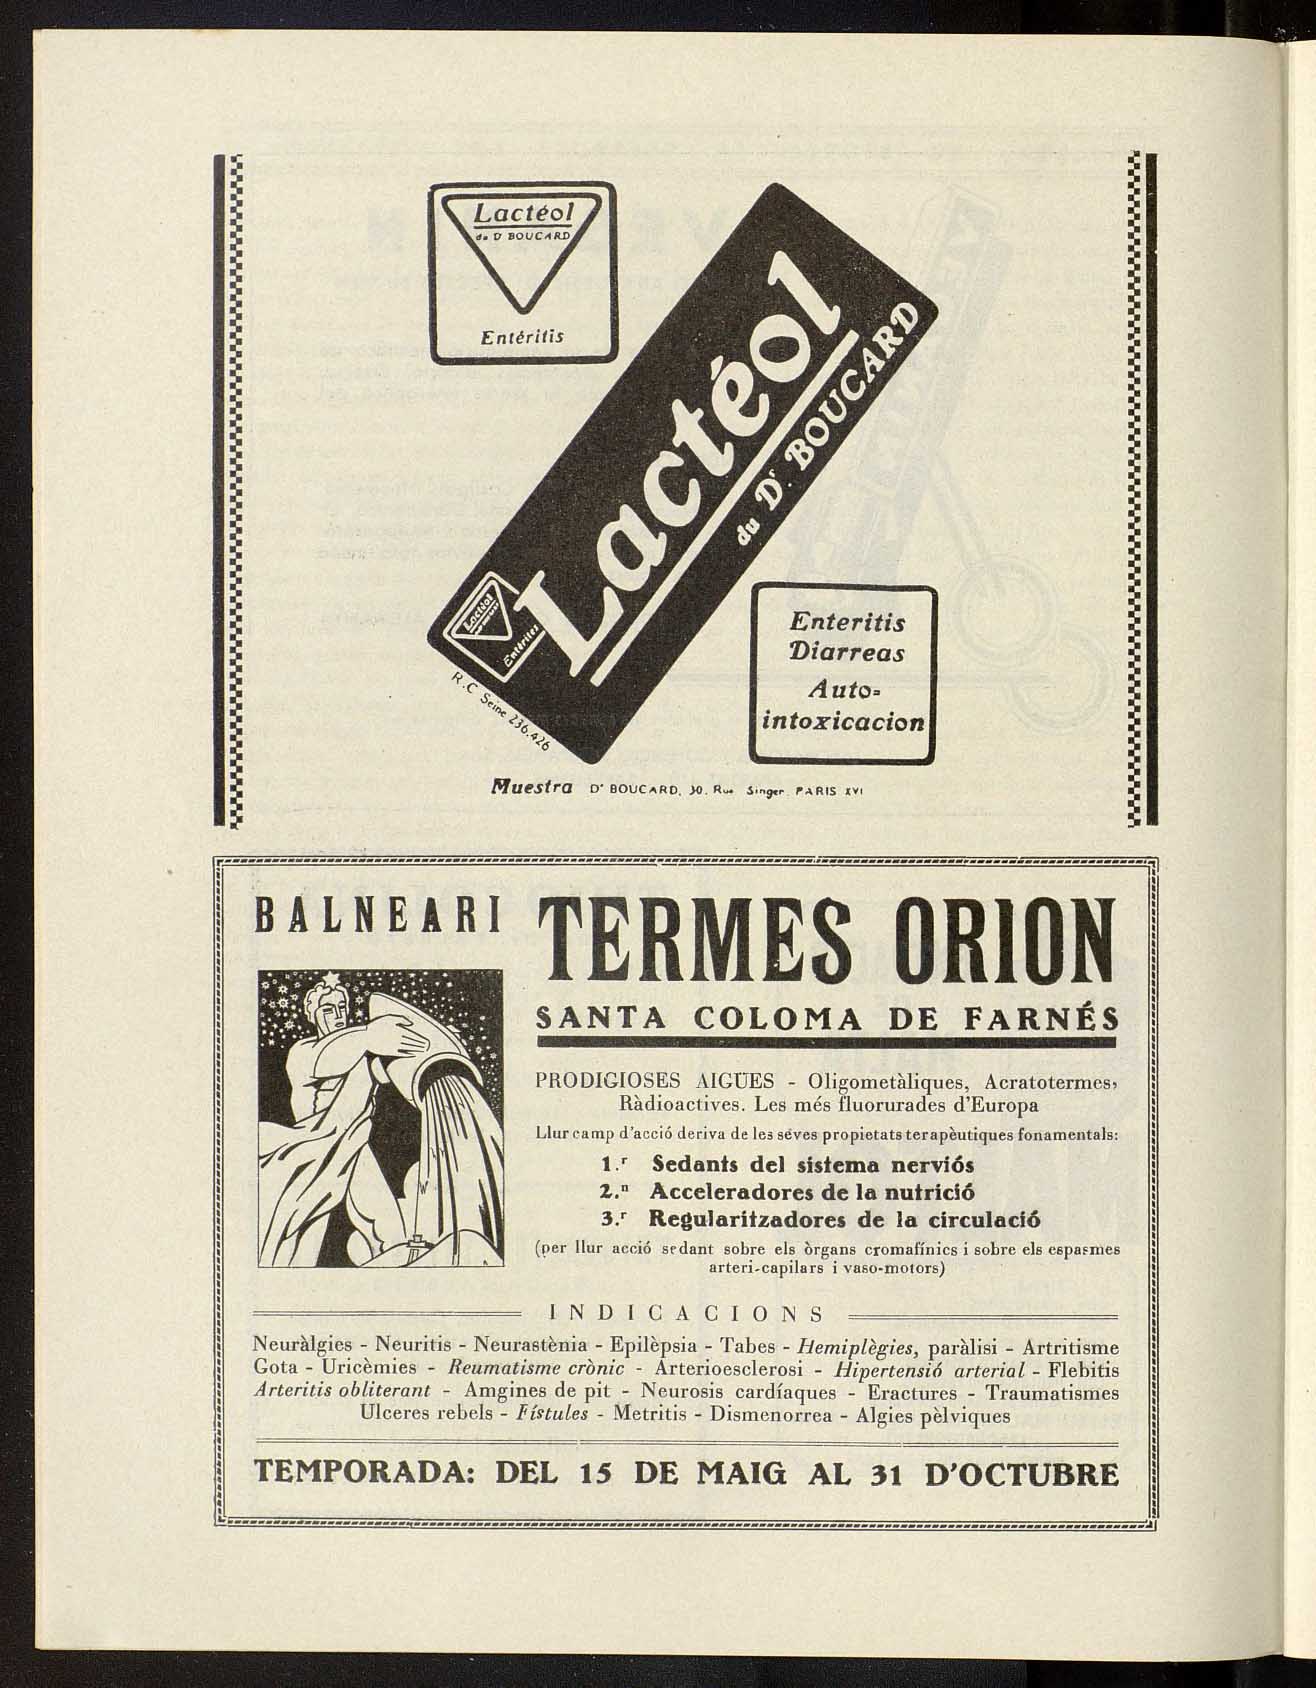 Lactéol
du Dr BOUCARD
Entéritis
Lactéol
du Dr. BOUCARD
Lactéol
Entérites
R.C Seine 236.426
Enteritis
Diarreas
Auto=
intoxicacion
Muestra Dr BOUCARD, 30. Rue Singer. PARIS XVI
BALNEARI
TERMES ORION
SANTA COLOMA DE FARNÉS
PRODIGIOSES AIGÜES - Oligometàliques, Acratotermes,
Ràdioactives. Les més fluorurades d'Europa
Llur camp d'acció deriva de les séves propietats terapèutiques fonamentals:
1.r Sedants del sistema nerviós
2.n Acceleradores de la nutrició
3.r Regularitzadores de la circulació
(per llur acció sedant sobre els òrgans cromafínics i sobre els espasmes
arteri-capilars i vaso-motors)
INDICACIONS
Neuràlgies - Neuritis - Neurastènia - Epilèpsia - Tabes - Hemiplègies, paràlisi - Artritisme
Gota - Uricèmies - Reumatisme crònic - Arterioesclerosi - Hipertensió arterial - Flebitis
Arteritis obliterant - Amgines de pit - Neurosis cardíaques - Eractures - Traumatismes
Ulceres rebels - Fístules - Metritis - Dismenorrea - Algies pèlviques
TEMPORADA: DEL 15 DE MAIG AL 31 D'OCTUBRE